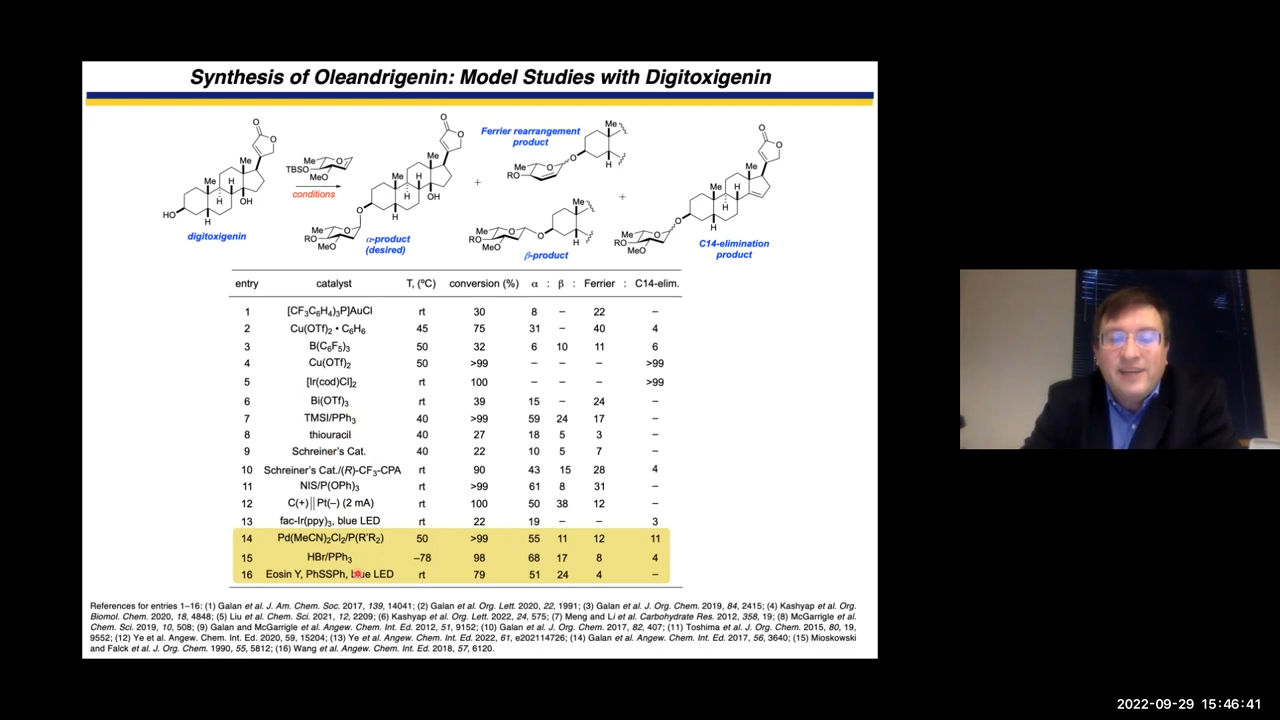 Synthesis of Oleandrigenin: Model Studies with Digitoxigenin
HO
Me
Me
H
H
OH
H
O
O
digitoxigenin
Me
TBSO
MeO
O
conditions
O
O
Me
Me
H
H
OH
H
O
Me
RO
MeO
O
α-product
(desired)
+
Ferrier rearrangement
product
Me
O
H
Me
RO
O
Me
Me
RO
MeO
O
O
H
β-product
+
O
O
Me
Me
H
H
H
O
Me
RO
MeO
O
C14-elimination
product
entry catalyst T, (ºC) conversion (%) α : β : Ferrier : C14-elim.
1 [CF3C6H4)3P]AuCl rt 30 8 – 22 –
2 Cu(OTf)2 • C6H6 45 75 31 – 40 4
3 B(C6F5)3 50 32 6 10 11 6
4 Cu(OTf)2 50 >99 – – – >99
5 [Ir(cod)Cl]2 rt 100 – – – >99
6 Bi(OTf)3 rt 39 15 – 24 –
7 TMSI/PPh3 40 >99 59 24 17 –
8 thiouracil 40 27 18 5 3 –
9 Schreiner's Cat. 40 22 10 5 7 –
10 Schreiner's Cat./(R)-CF3-CPA rt 90 43 15 28 4
11 NIS/P(OPh)3 rt >99 61 8 31 –
12 C(+)||Pt(–) (2 mA) rt 100 50 38 12 –
13 fac-Ir(ppy)3, blue LED rt 22 19 – – 3
14 Pd(MeCN)2Cl2/P(R'R2) 50 >99 55 11 12 11
15 HBr/PPh3 –78 98 68 17 8 4
16 Eosin Y, PhSSPh, blue LED rt 79 51 24 4 –
References for entries 1–16: (1) Galan et al. J. Am. Chem. Soc. 2017, 139, 14041; (2) Galan et al. Org. Lett. 2020, 22, 1991; (3) Galan et al. J. Org. Chem. 2019, 84, 2415; (4) Kashyap et al. Org.
Biomol. Chem. 2020, 18, 4848; (5) Liu et al. Chem Sci. 2021, 12, 2209; (6) Kashyap et al. Org. Lett. 2022, 24, 575; (7) Meng and Li et al. Carbohydrate Res. 2012, 358, 19; (8) McGarrigle et al.
Chem. Sci. 2019, 10, 508; (9) Galan and McGarrigle et al. Angew. Chem. Int. Ed. 2012, 51, 9152; (10) Galan et al. Org. Chem. 2017, 82, 407; (11) Toshima et al. J. Org. Chem. 2015, 80, 19,
9552; (12) Ye et al. Angew. Chem. Int. Ed. 2020, 59, 15204; (13) Ye et al. Angew. Chem. Int. Ed. 2022, 61, e202114726; (14) Galan et al. Angew. Chem. Int. Ed. 2017, 56, 3640; (15) Mioskowski
and Falck et al. J. Org. Chem. 1990, 55, 5812; (16) Wang et al. Angew. Chem. Int. Ed. 2018, 57, 6120.
2022-09-29 15:46:41